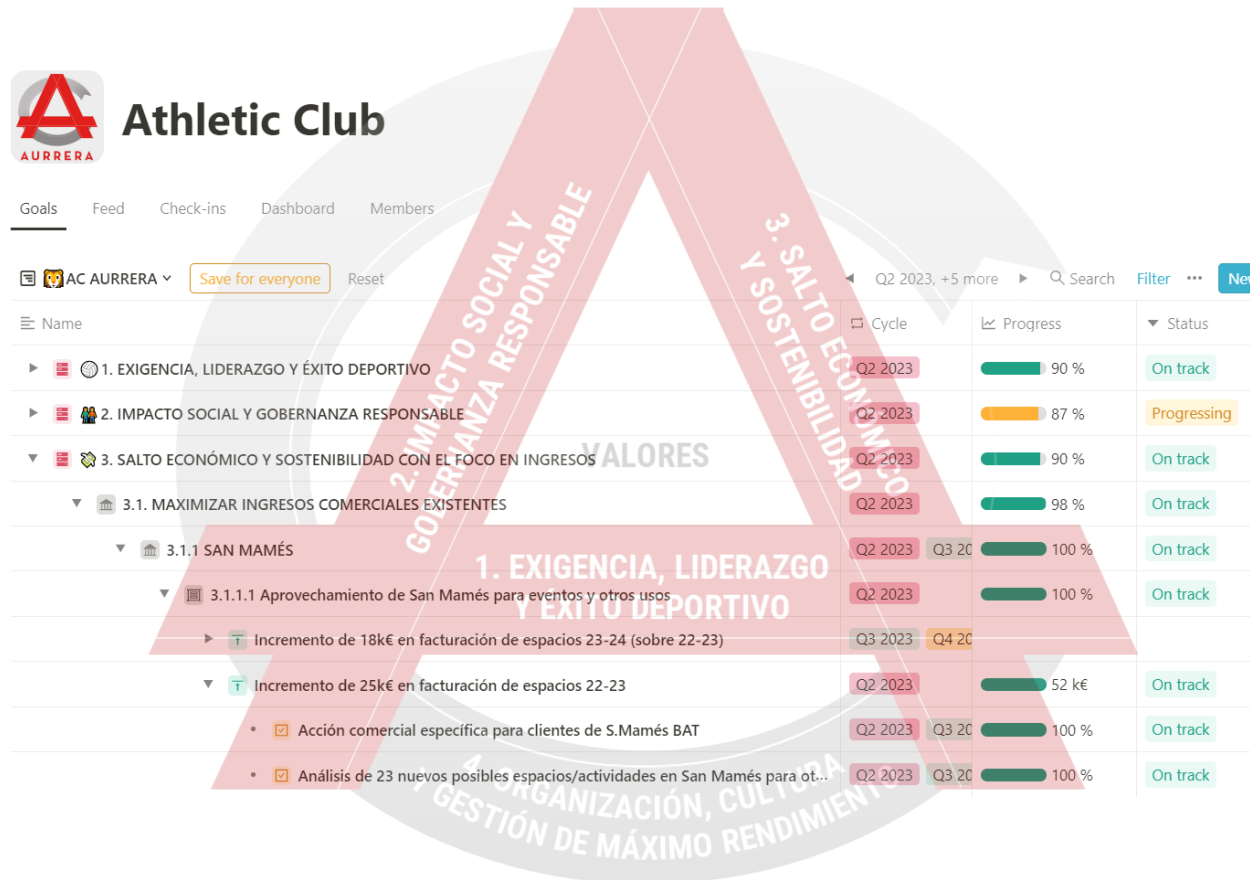 AURRERA
Athletic Club
Goals Feed Check-ins Dashboard Members
AC AURRERA Save for everyone Reset Q2 2023, +5 more Search Filter ••• New
Name Cycle Progress Status
1. EXIGENCIA, LIDERAZGO Y ÉXITO DEPORTIVO Q2 2023 90 % On track
2. IMPACTO SOCIAL Y GOBERNANZA RESPONSABLE Q2 2023 87 % Progressing
3. SALTO ECONÓMICO Y SOSTENIBILIDAD CON EL FOCO EN INGRESOS Q2 2023 90 % On track
3.1. MAXIMIZAR INGRESOS COMERCIALES EXISTENTES Q2 2023 98 % On track
3.1.1 SAN MAMÉS Q2 2023 Q3 20 100 % On track
3.1.1.1 Aprovechamiento de San Mamés para eventos y otros usos Q2 2023 100 % On track
Incremento de 18k€ en facturación de espacios 23-24 (sobre 22-23) Q3 2023 Q4 20
Incremento de 25k€ en facturación de espacios 22-23 Q2 2023 52 k€ On track
• Acción comercial específica para clientes de S.Mamés BAT Q2 2023 Q3 20 100 % On track
• Análisis de 23 nuevos posibles espacios/actividades en San Mamés para ot... Q2 2023 Q3 20 100 % On track
2. IMPACTO SOCIAL Y
GOBERNANZA RESPONSABLE
3. SALTO ECONÓMICO
Y SOSTENIBILIDAD
VALORES
1. EXIGENCIA, LIDERAZGO
Y ÉXITO DEPORTIVO
4. ORGANIZACIÓN, CULTURA
Y GESTIÓN DE MÁXIMO RENDIMIENTO